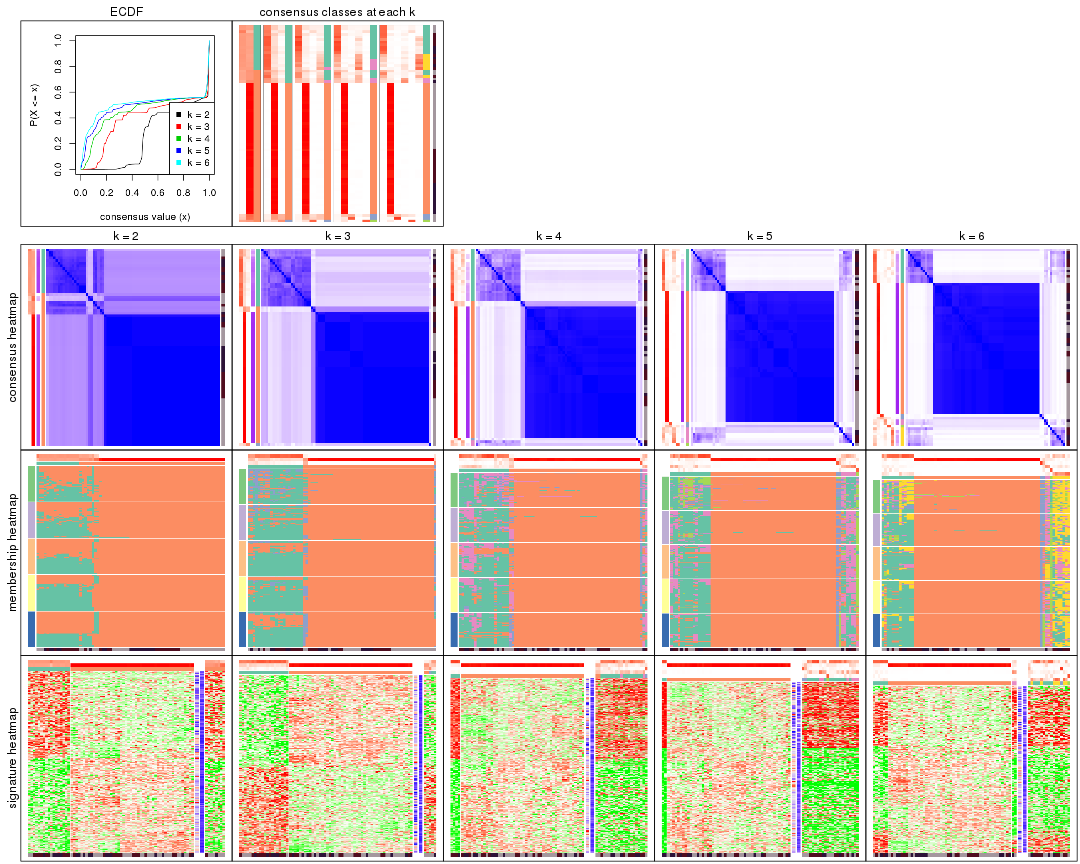 ECDF
consensus classes at each k
P(X <= x)
0.0
0.2
0.4
0.6
0.8
1.0
k = 2
k = 3
k = 4
k = 5
k = 6
0.0 0.2 0.4 0.6 0.8 1.0
consensus value (x)
k = 2
k = 3
k = 4
k = 5
k = 6
consensus heatmap
membership heatmap
signature heatmap